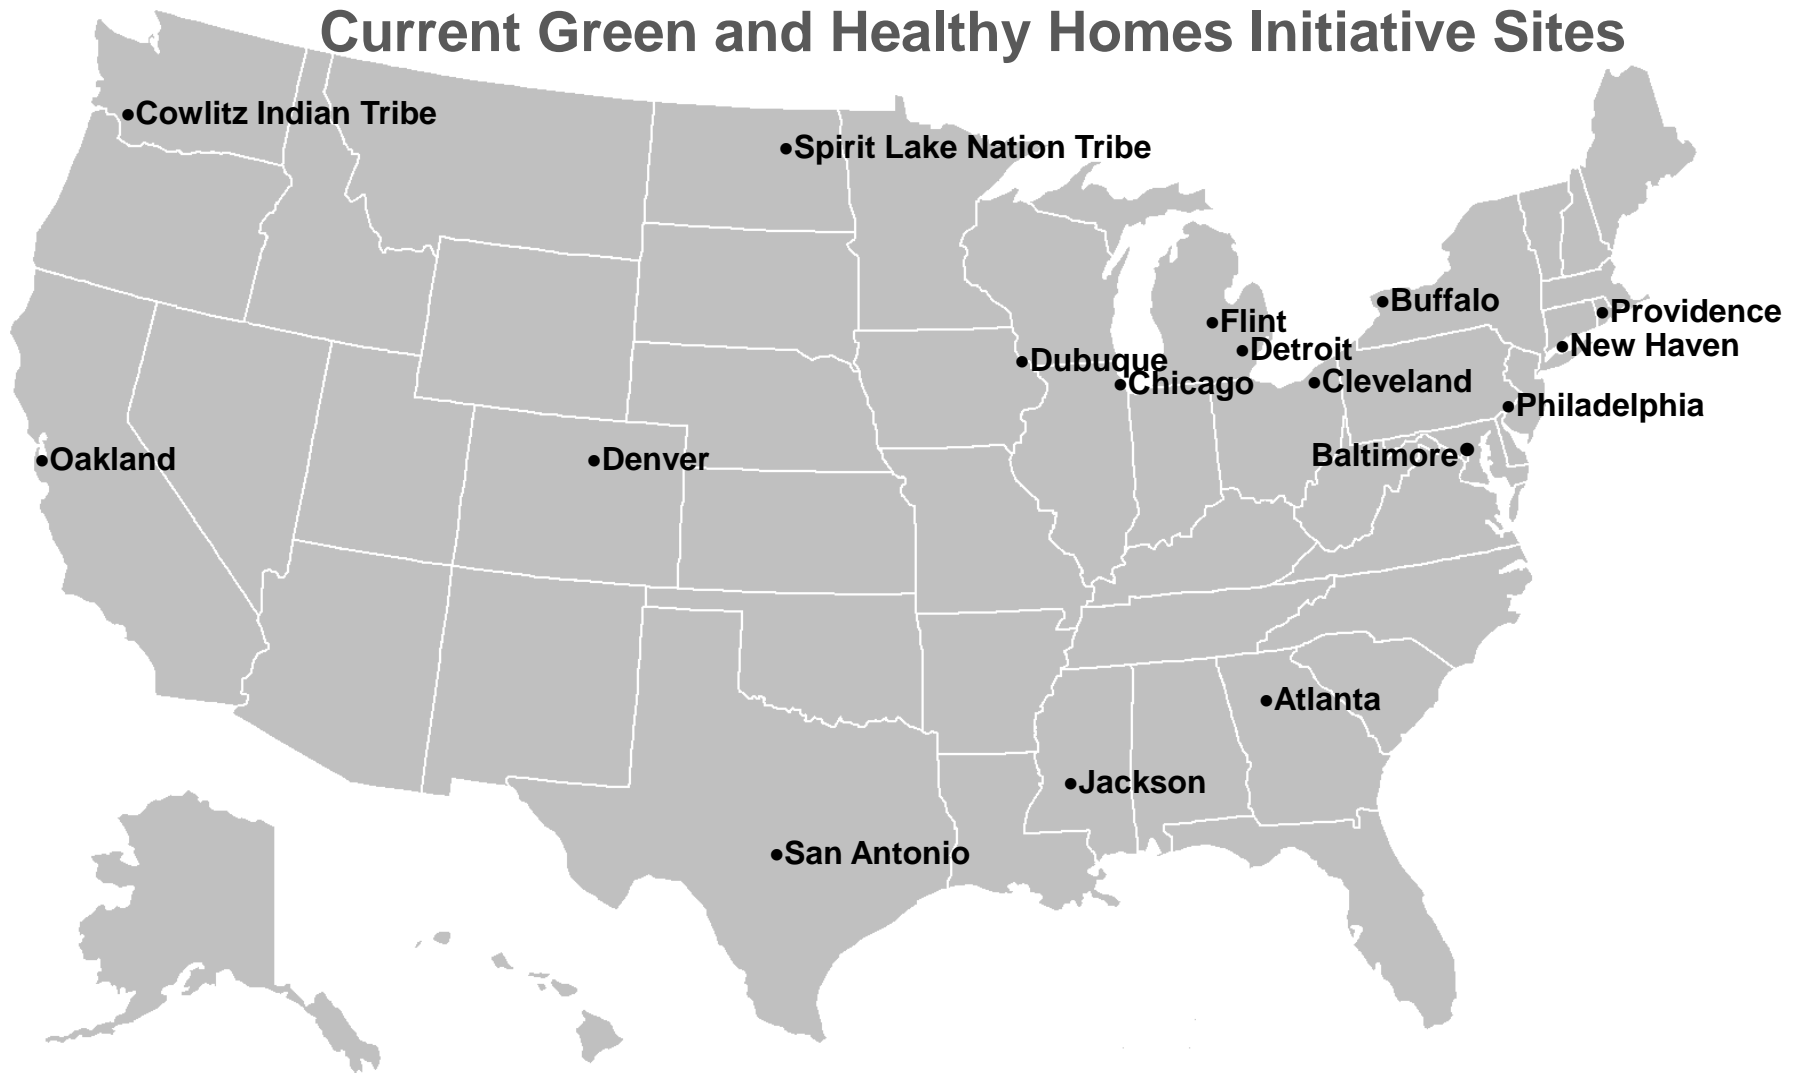 Current Green and Healthy Homes Initiative Sites
Cowlitz Indian Tribe
Spirit Lake Nation Tribe
Buffalo
Providence
Flint
New Haven
Detroit
Dubuque
Chicago
Cleveland
Philadelphia
Baltimore
Oakland
Denver
Atlanta
Jackson
San Antonio